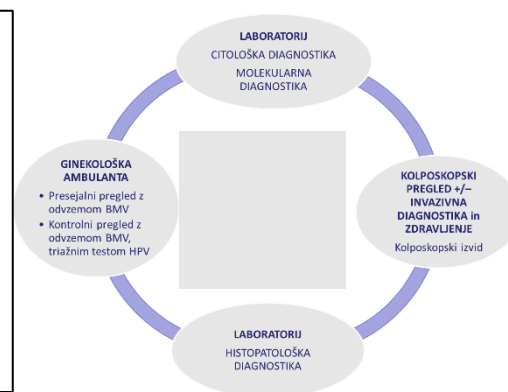 LABORATORIJ
CITOLOŠKA DIAGNOSTIKA
MOLEKULARNA
DIAGNOSTIKA
GINEKOLOŠKA
AMBULANTA
• Presejalni pregled z
odvzemom BMV
• Kontrolni pregled z
odvzemom BMV,
triažnim testom HPV
KOLPOSKOPSKI
PREGLED +/–
INVAZIVNA
DIAGNOSTIKA in
ZDRAVLJENJE
Kolposkopski izvid
LABORATORIJ
HISTOPATOLOŠKA
DIAGNOSTIKA